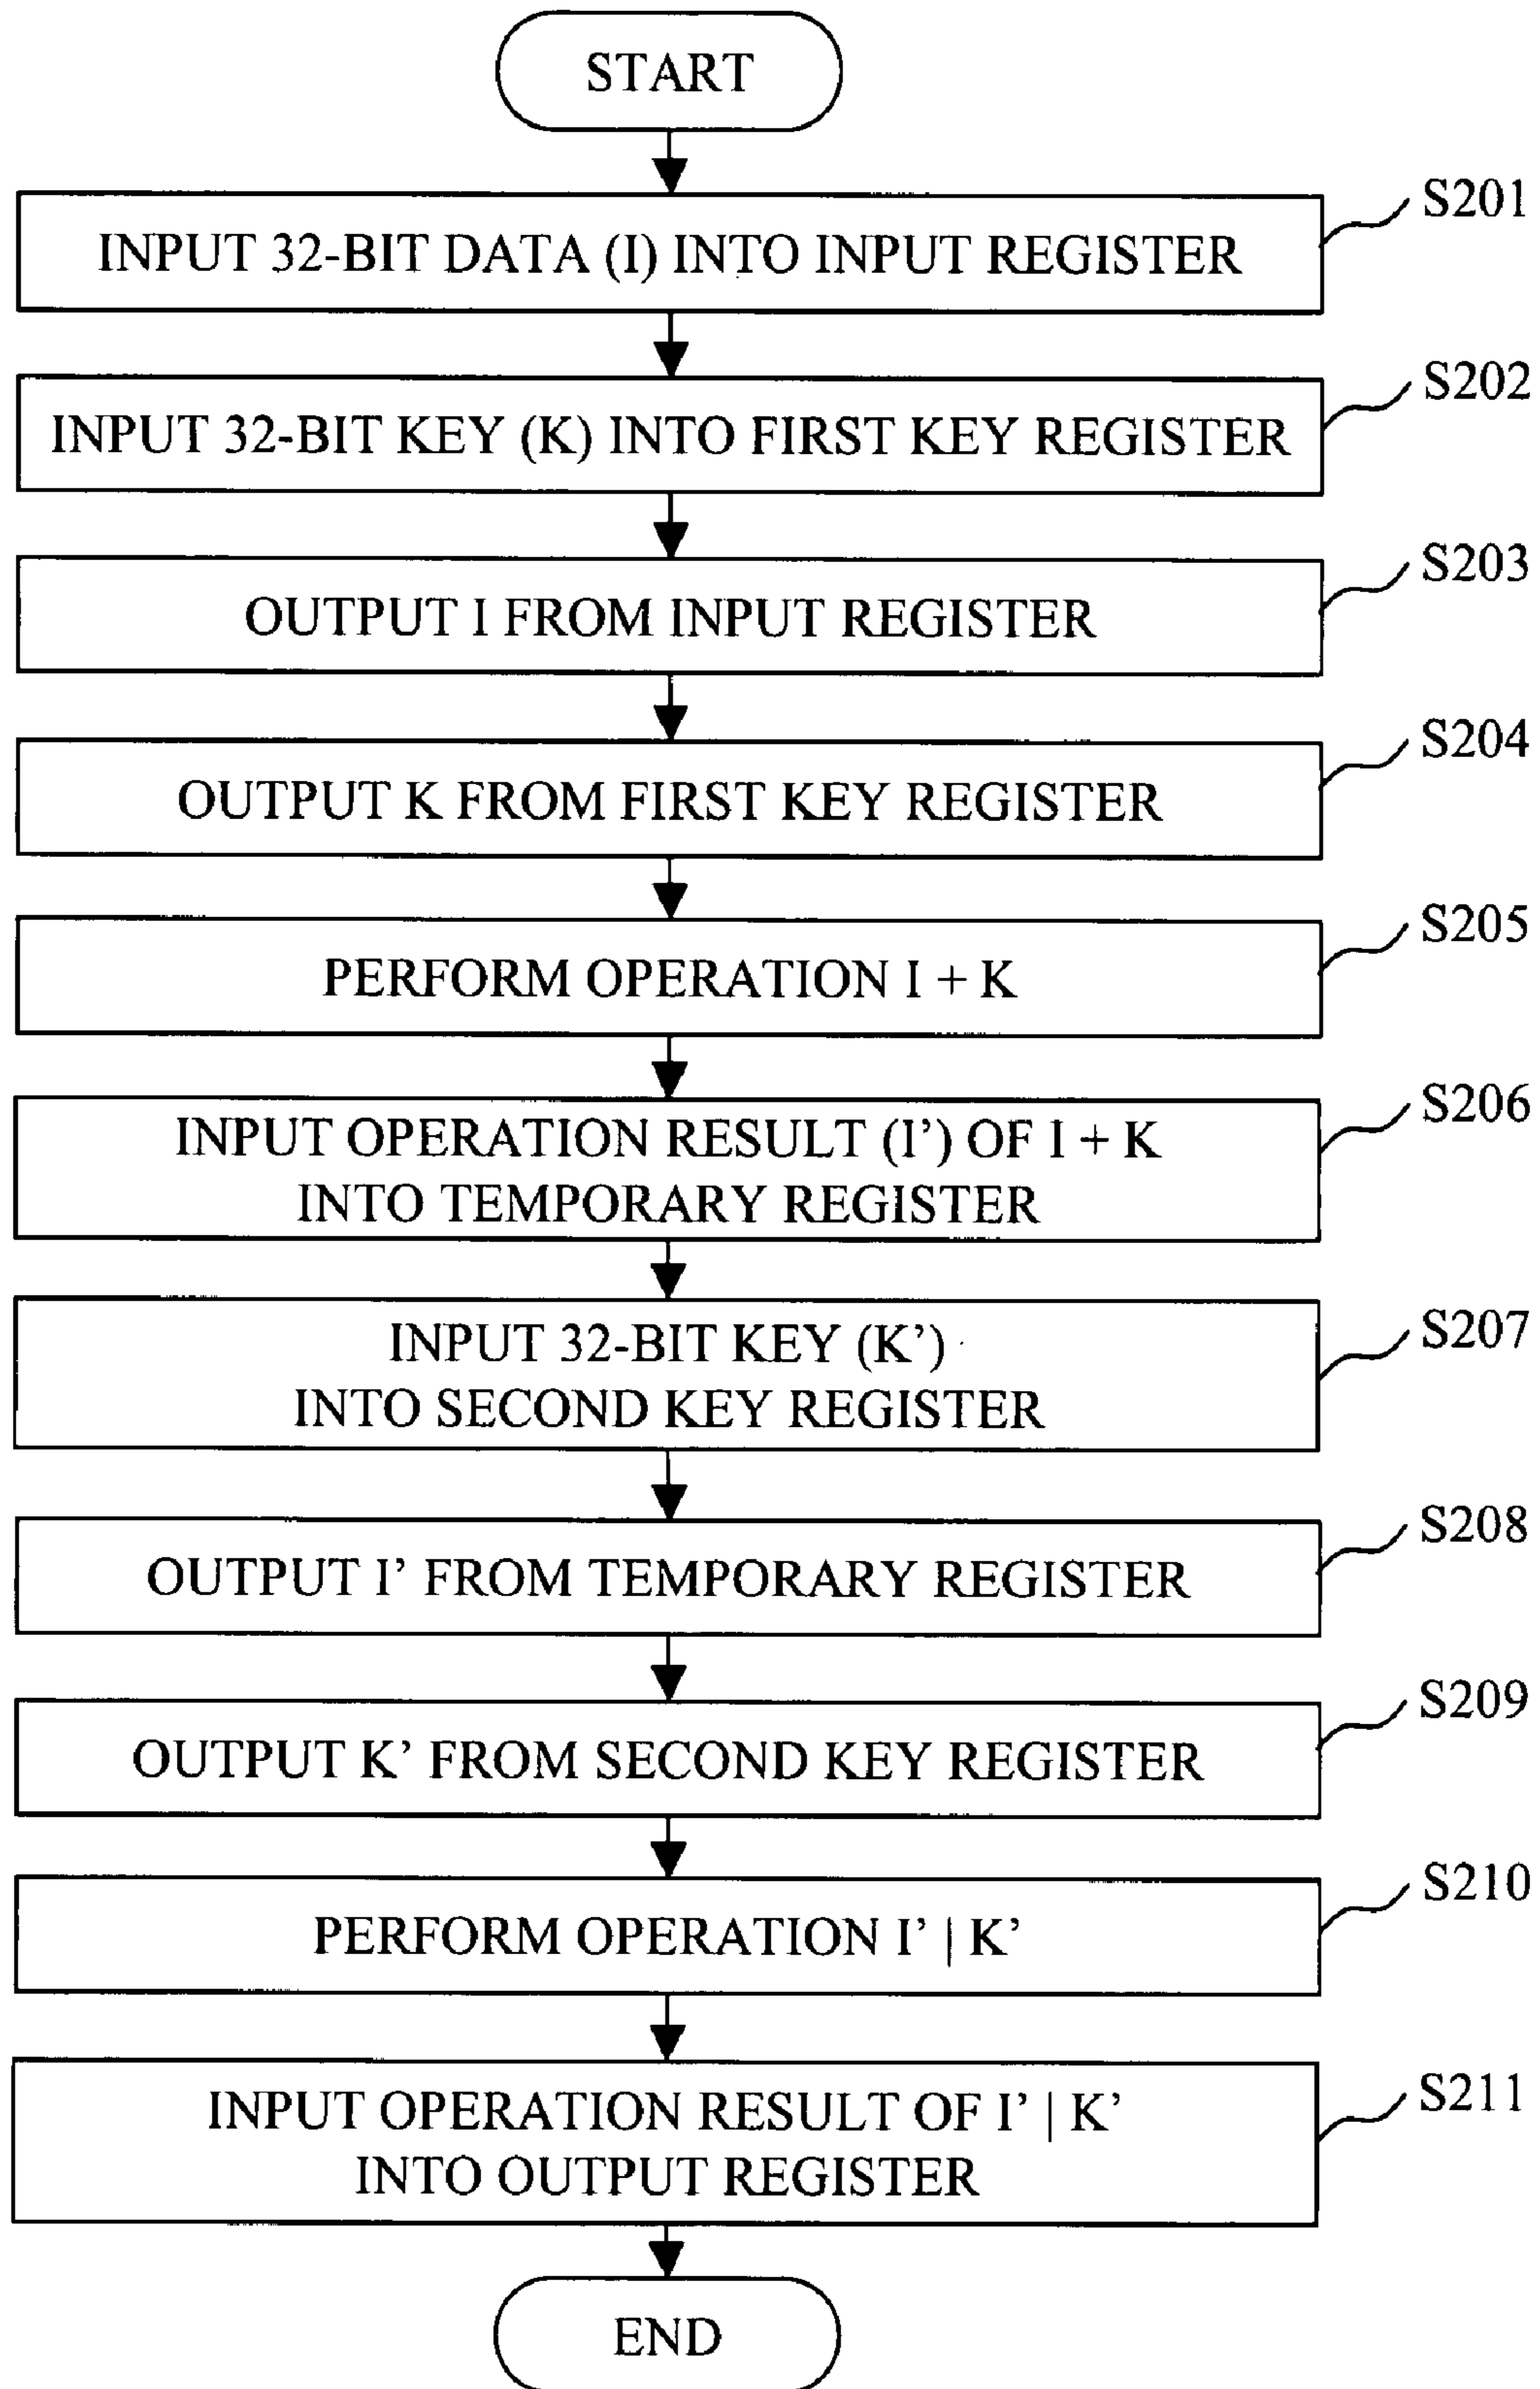 START
INPUT 32-BIT DATA (I) INTO INPUT REGISTER
S201
INPUT 32-BIT KEY (K) INTO FIRST KEY REGISTER
S202
OUTPUT I FROM INPUT REGISTER
S203
OUTPUT K FROM FIRST KEY REGISTER
S204
PERFORM OPERATION I + K
S205
INPUT OPERATION RESULT (I’) OF I + K
INTO TEMPORARY REGISTER
S206
INPUT 32-BIT KEY (K’)
INTO SECOND KEY REGISTER
S207
OUTPUT I’ FROM TEMPORARY REGISTER
S208
OUTPUT K’ FROM SECOND KEY REGISTER
S209
PERFORM OPERATION I’ | K’
S210
INPUT OPERATION RESULT OF I’ | K’
INTO OUTPUT REGISTER
S211
END